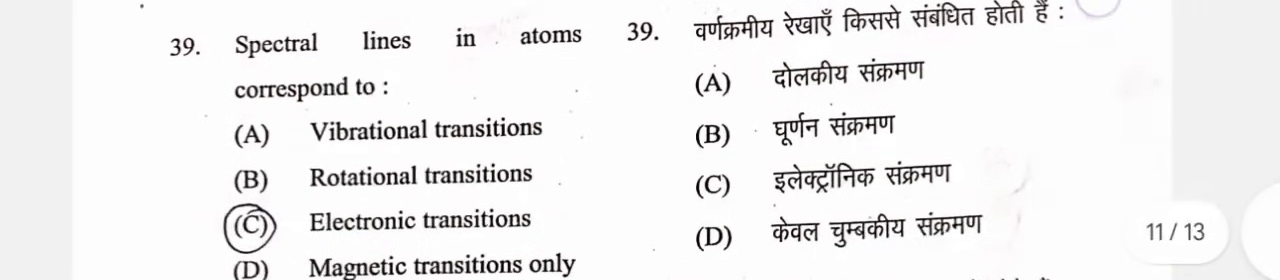 39. Spectral lines in atoms
correspond to :
(A) Vibrational transitions
(B) Rotational transitions
(C) Electronic transitions
(D) Magnetic transitions only
39. वर्णक्रमीय रेखाएँ किससे संबंधित होती हैं :
(A) दोलकीय संक्रमण
(B) घूर्णन संक्रमण
(C) इलेक्ट्रॉनिक संक्रमण
(D) केवल चुम्बकीय संक्रमण
11 / 13